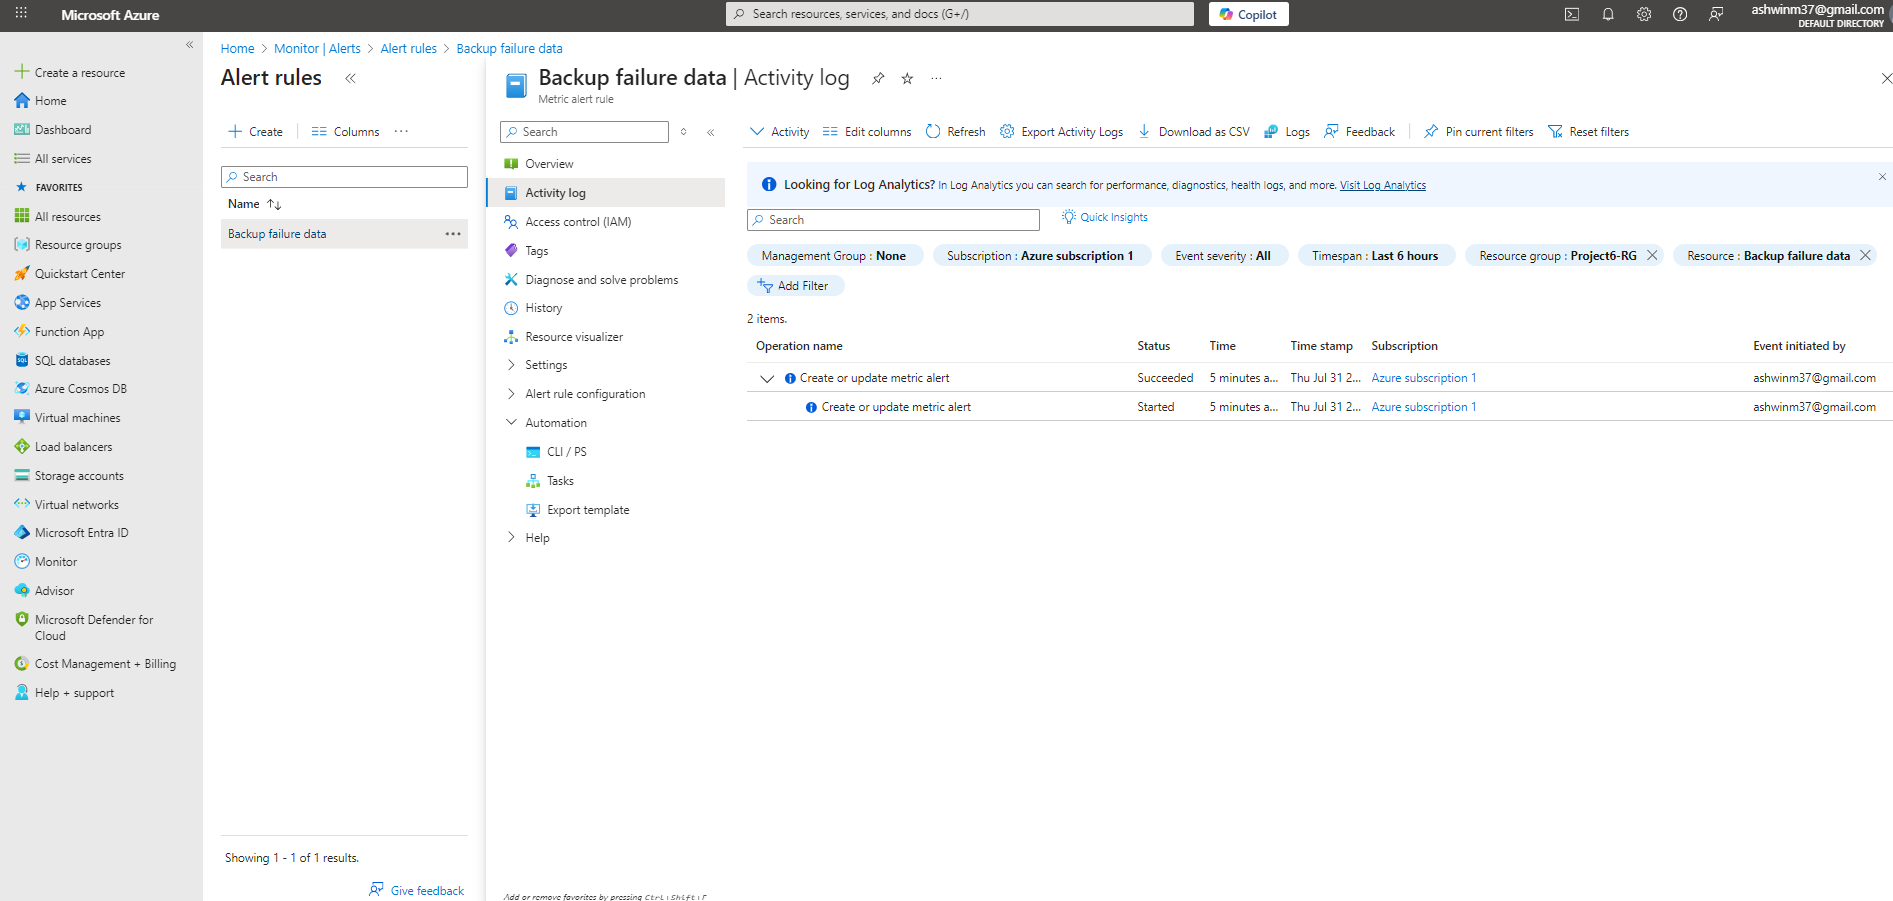 Microsoft Azure
Search resources, services, and docs (G+/)
Copilot
ashwinm37@gmail.com
DEFAULT DIRECTORY
Create a resource
Home
Dashboard
All services
FAVORITES
All resources
Resource groups
Quickstart Center
App Services
Function App
SQL databases
Azure Cosmos DB
Virtual machines
Load balancers
Storage accounts
Virtual networks
Microsoft Entra ID
Monitor
Advisor
Microsoft Defender for
Cloud
Cost Management + Billing
Help + support
Home > Monitor | Alerts > Alert rules > Backup failure data
Alert rules
Create
Columns
Search
Name
Backup failure data
Showing 1 - 1 of 1 results.
Give feedback
Backup failure data | Activity log
Metric alert rule
Search
Overview
Activity log
Access control (IAM)
Tags
Diagnose and solve problems
History
Resource visualizer
Settings
Alert rule configuration
Automation
CLI / PS
Tasks
Export template
Help
Add or remove favorites by pressing Ctrl+Shift+F
Activity Edit columns Refresh Export Activity Logs Download as CSV Logs Feedback Pin current filters Reset filters
Looking for Log Analytics? In Log Analytics you can search for performance, diagnostics, health logs, and more. Visit Log Analytics
Search
Quick Insights
Management Group : None Subscription : Azure subscription 1 Event severity : All Timespan : Last 6 hours Resource group : Project6-RG Resource : Backup failure data
Add Filter
2 items.
Operation name Status Time Time stamp Subscription Event initiated by
Create or update metric alert Succeeded 5 minutes a... Thu Jul 31 2... Azure subscription 1 ashwinm37@gmail.com
Create or update metric alert Started 5 minutes a... Thu Jul 31 2... Azure subscription 1 ashwinm37@gmail.com